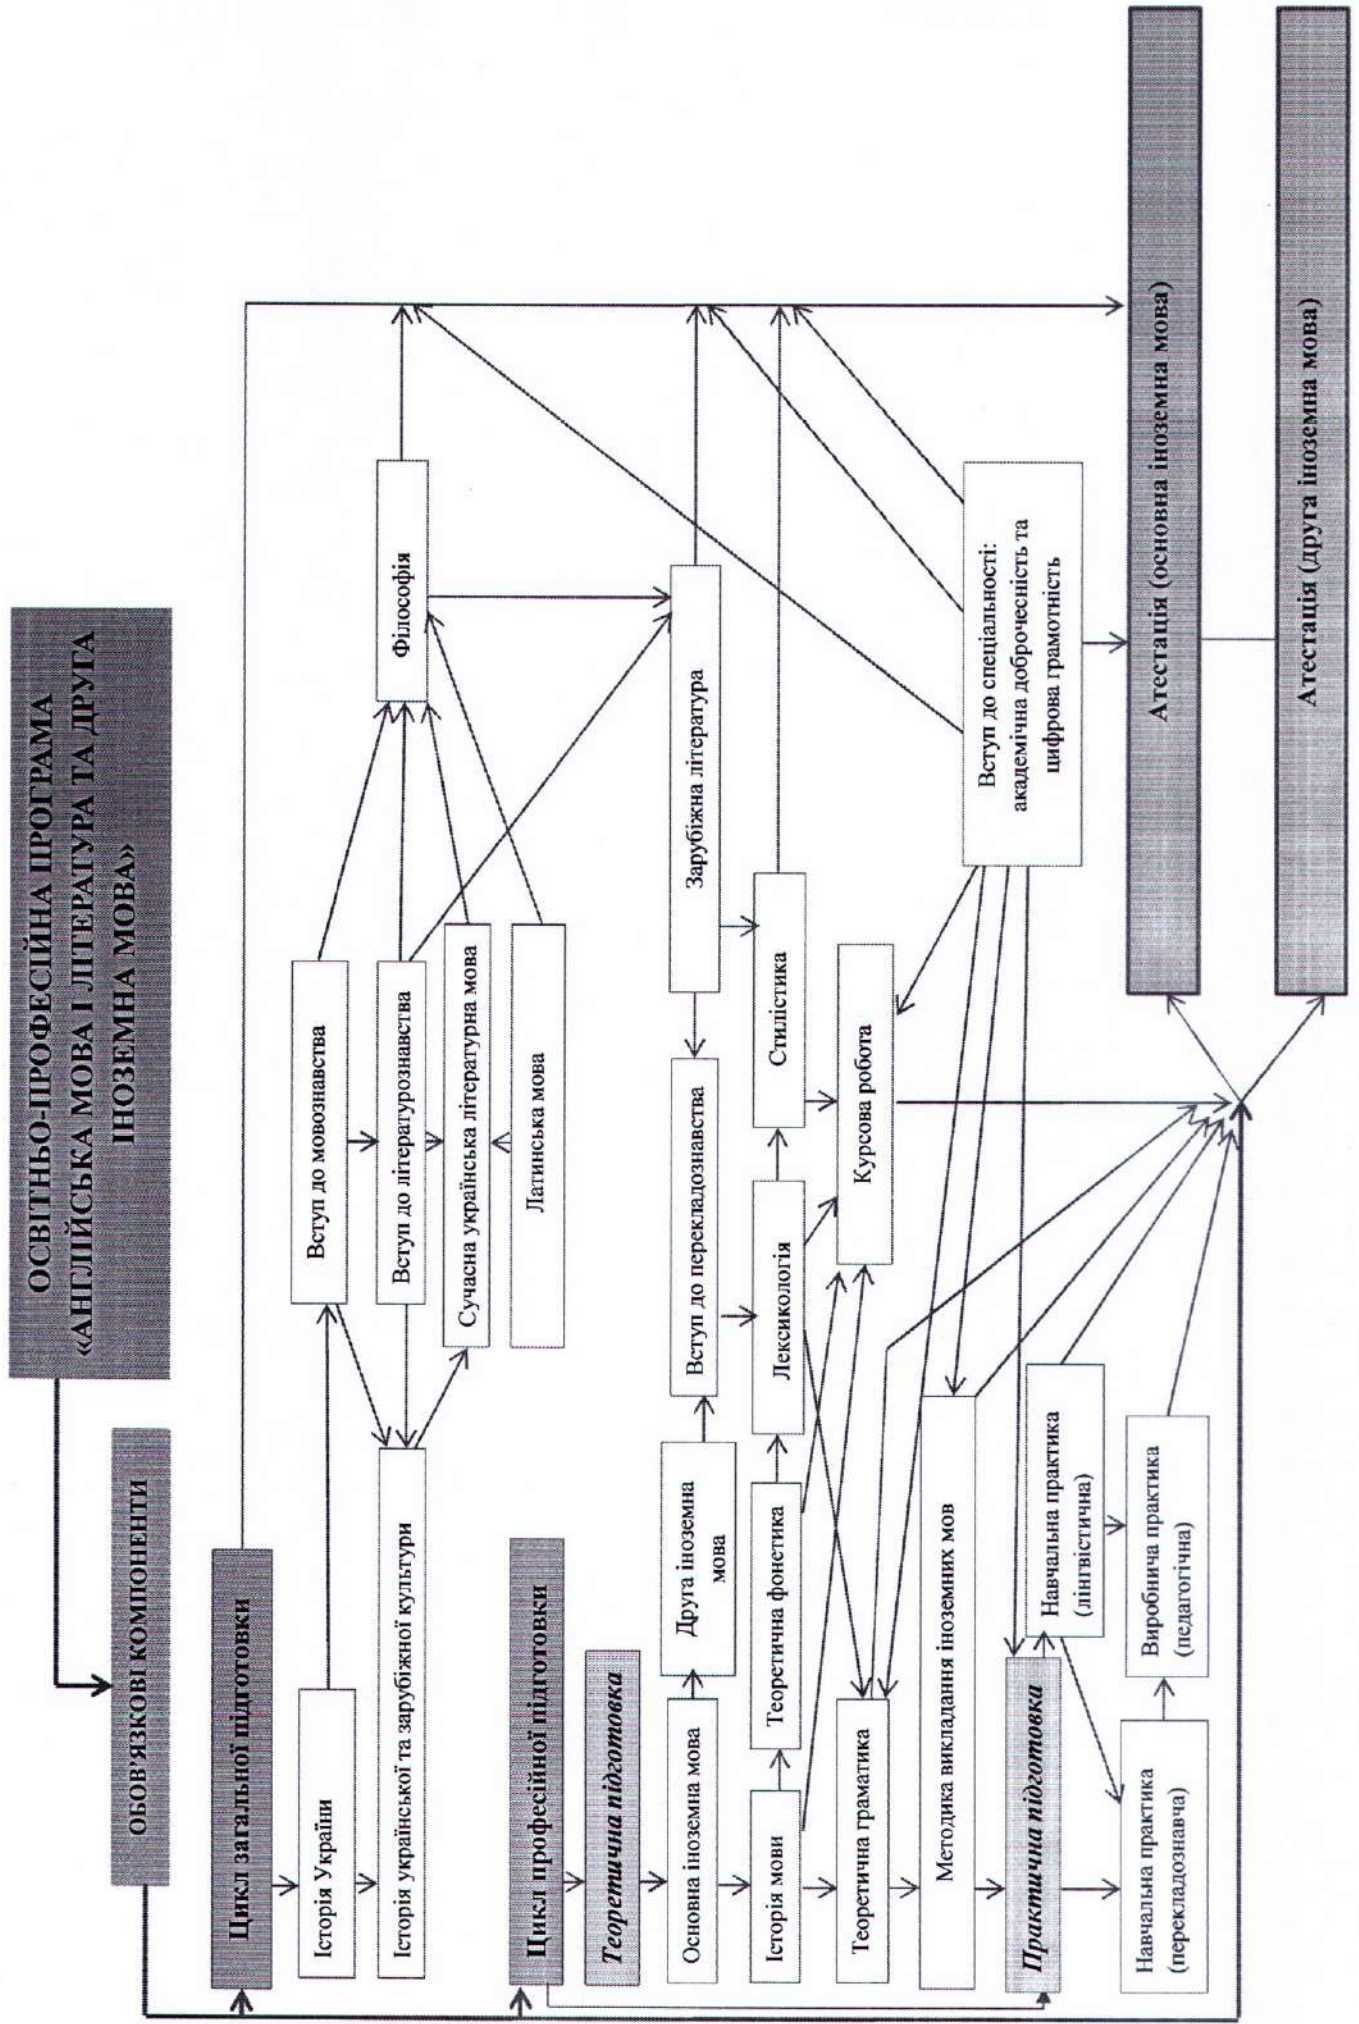 ОСВІТНЬО-ПРОФЕСІЙНА ПРОГРАМА
«АНГЛІЙСЬКА МОВА І ЛІТЕРАТУРА ТА ДРУГА
ІНОЗЕМНА МОВА»
ОБОВ'ЯЗКОВІ КОМПОНЕНТИ
Цикл загальної підготовки
Історія України
Вступ до мовознавства
Історія української та зарубіжної культури
Вступ до літературознавства
Філософія
Сучасна українська літературна мова
Латинська мова
Цикл професійної підготовки
Теоретична підготовка
Основна іноземна мова
Друга іноземна
мова
Вступ до перекладознавства
Зарубіжна література
Історія мови
Теоретична фонетика
Лексикологія
Стилістика
Теоретична граматика
Курсова робота
Методика викладання іноземних мов
Вступ до спеціальності:
академічна доброчесність та
цифрова грамотність
Практична підготовка
Навчальна практика
(лінгвістична)
Навчальна практика
(перекладознавча)
Виробнича практика
(педагогічна)
Атестація (основна іноземна мова)
Атестація (друга іноземна мова)